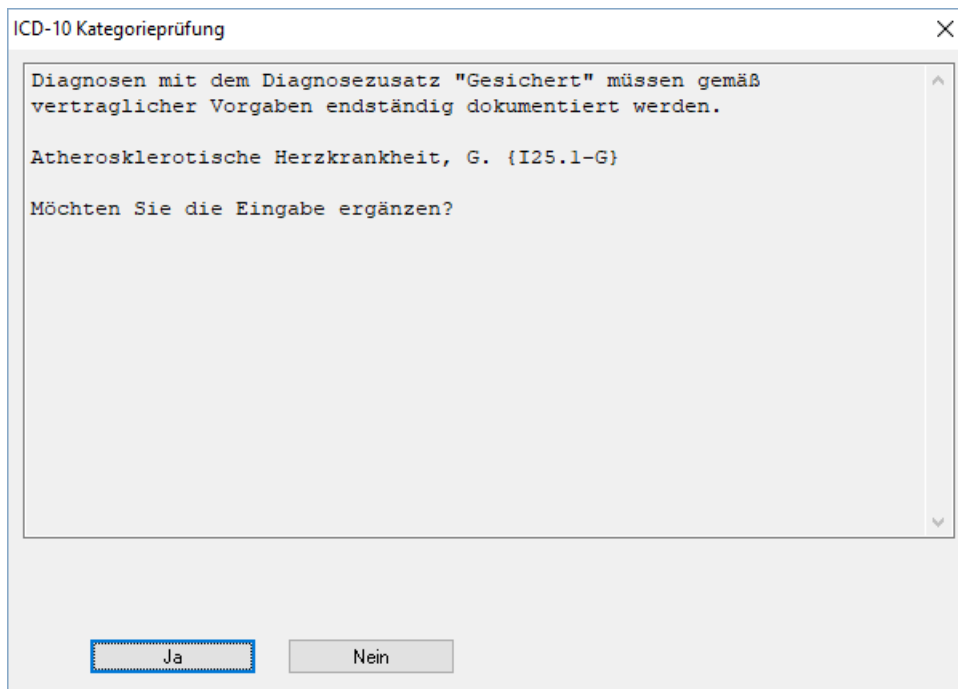 ICD-10 Kategorieprüfung
Diagnosen mit dem Diagnosezusatz "Gesichert" müssen gemäß
vertraglicher Vorgaben endständig dokumentiert werden.
Atherosklerotische Herzkrankheit, G. {I25.1-G}
Möchten Sie die Eingabe ergänzen?
Ja
Nein